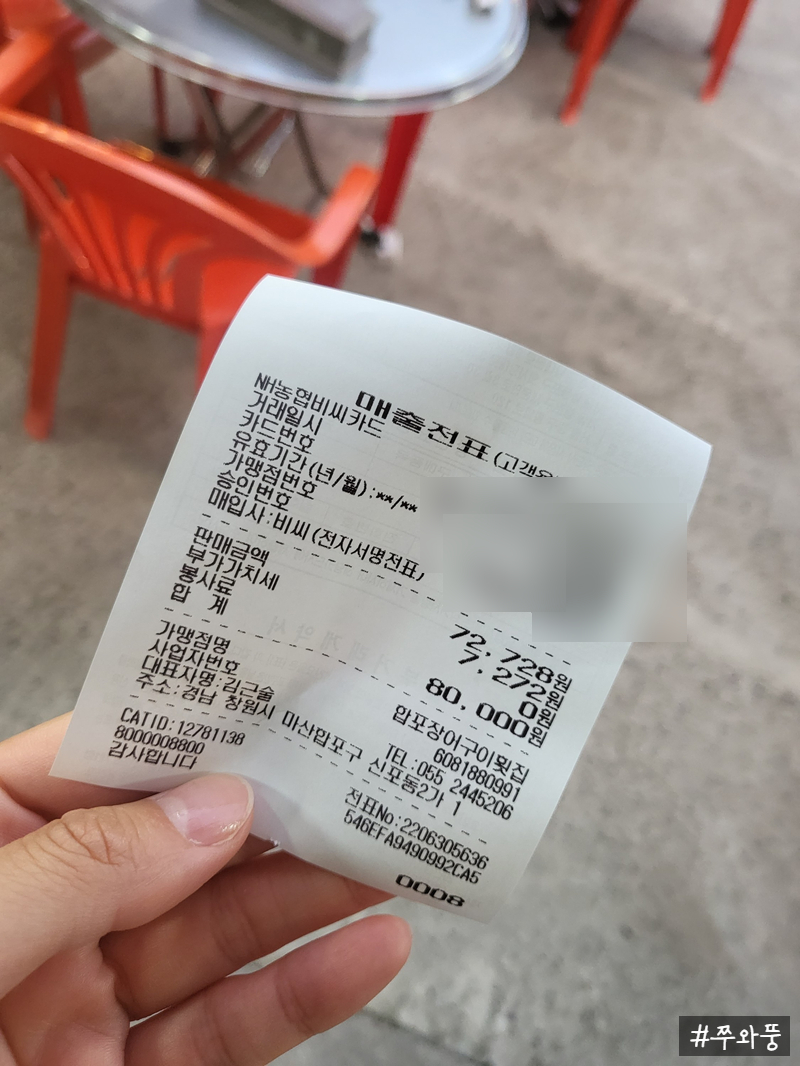 매출전표(고객용)
NH농협비씨카드
거래일시
카드번호
유효기간(년/월):**/**
가맹점번호
승인번호
매입사:비씨(전자서명전표)
판매금액 72,728원
부가가치세 7,272원
봉사료 0원
합 계 80,000원
가맹점명 합포장어구이횟집
사업자번호 6081880991
대표자명:김근술 TEL:055 2445206
주소:경남 창원시 마산합포구 신포동2가 1
CATID:12781138 전표No:2206305636
8000008800 546EFA9490992CA5
감사합니다 0008
#쭈와뚱